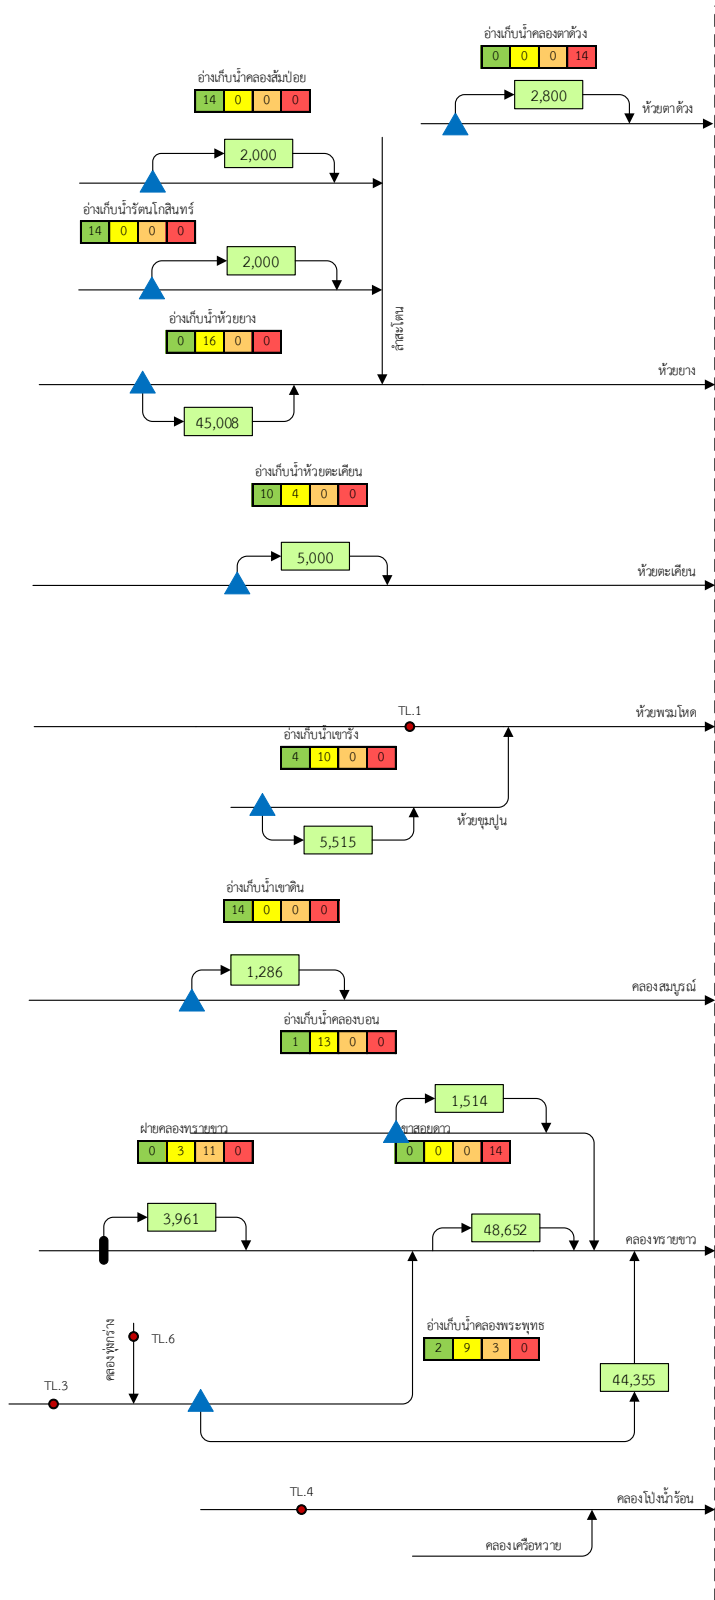 อ่างเก็บน้ำคลองตาด้วง
0 0 0 14
2,800
ห้วยตาด้วง
อ่างเก็บน้ำคลองส้มป่อย
14 0 0 0
2,000
อ่างเก็บน้ำรัตนโกสินทร์
14 0 0 0
2,000
ลำสะโตน
อ่างเก็บน้ำห้วยยาง
0 16 0 0
ห้วยยาง
45,008
อ่างเก็บน้ำห้วยตะเคียน
10 4 0 0
5,000
ห้วยตะเคียน
TL.1
ห้วยพรมโหด
อ่างเก็บน้ำเขารัง
4 10 0 0
ห้วยชุมปูน
5,515
อ่างเก็บน้ำเขาดิน
14 0 0 0
1,286
คลองสมบูรณ์
อ่างเก็บน้ำคลองบอน
1 13 0 0
1,514
ฝายคลองทรายขาว
0 3 11 0
เขาสอยดาว
0 0 0 14
3,961
48,652
คลองทรายขาว
คลองทุ่งกร่าง
TL.6
อ่างเก็บน้ำคลองพระพุทธ
2 9 3 0
TL.3
44,355
TL.4
คลองโป่งน้ำร้อน
คลองเครือหวาย